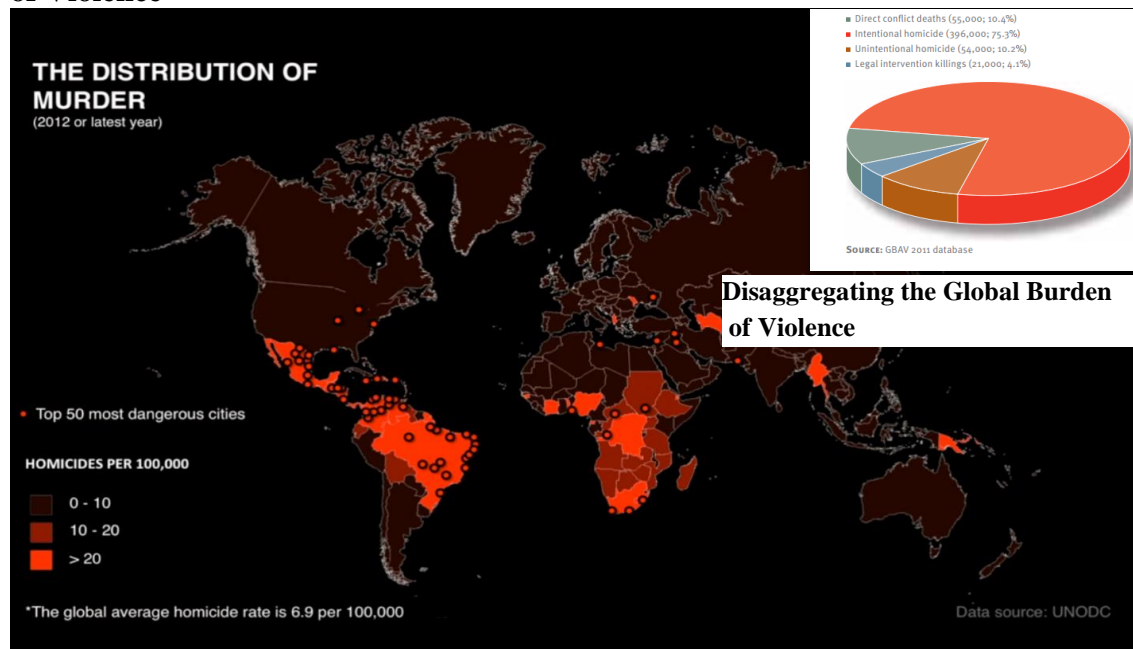 of Violence
THE DISTRIBUTION OF
MURDER
(2012 or latest year)
Direct conflict deaths (55,000; 10.4%)
Intentional homicide (396,000; 75.3%)
Unintentional homicide (54,000; 10.2%)
Legal intervention killings (21,000; 4.1%)
SOURCE: GBAV 2011 database
Disaggregating the Global Burden
of Violence
Top 50 most dangerous cities
HOMICIDES PER 100,000
0 - 10
10 - 20
> 20
*The global average homicide rate is 6.9 per 100,000
Data source: UNODC